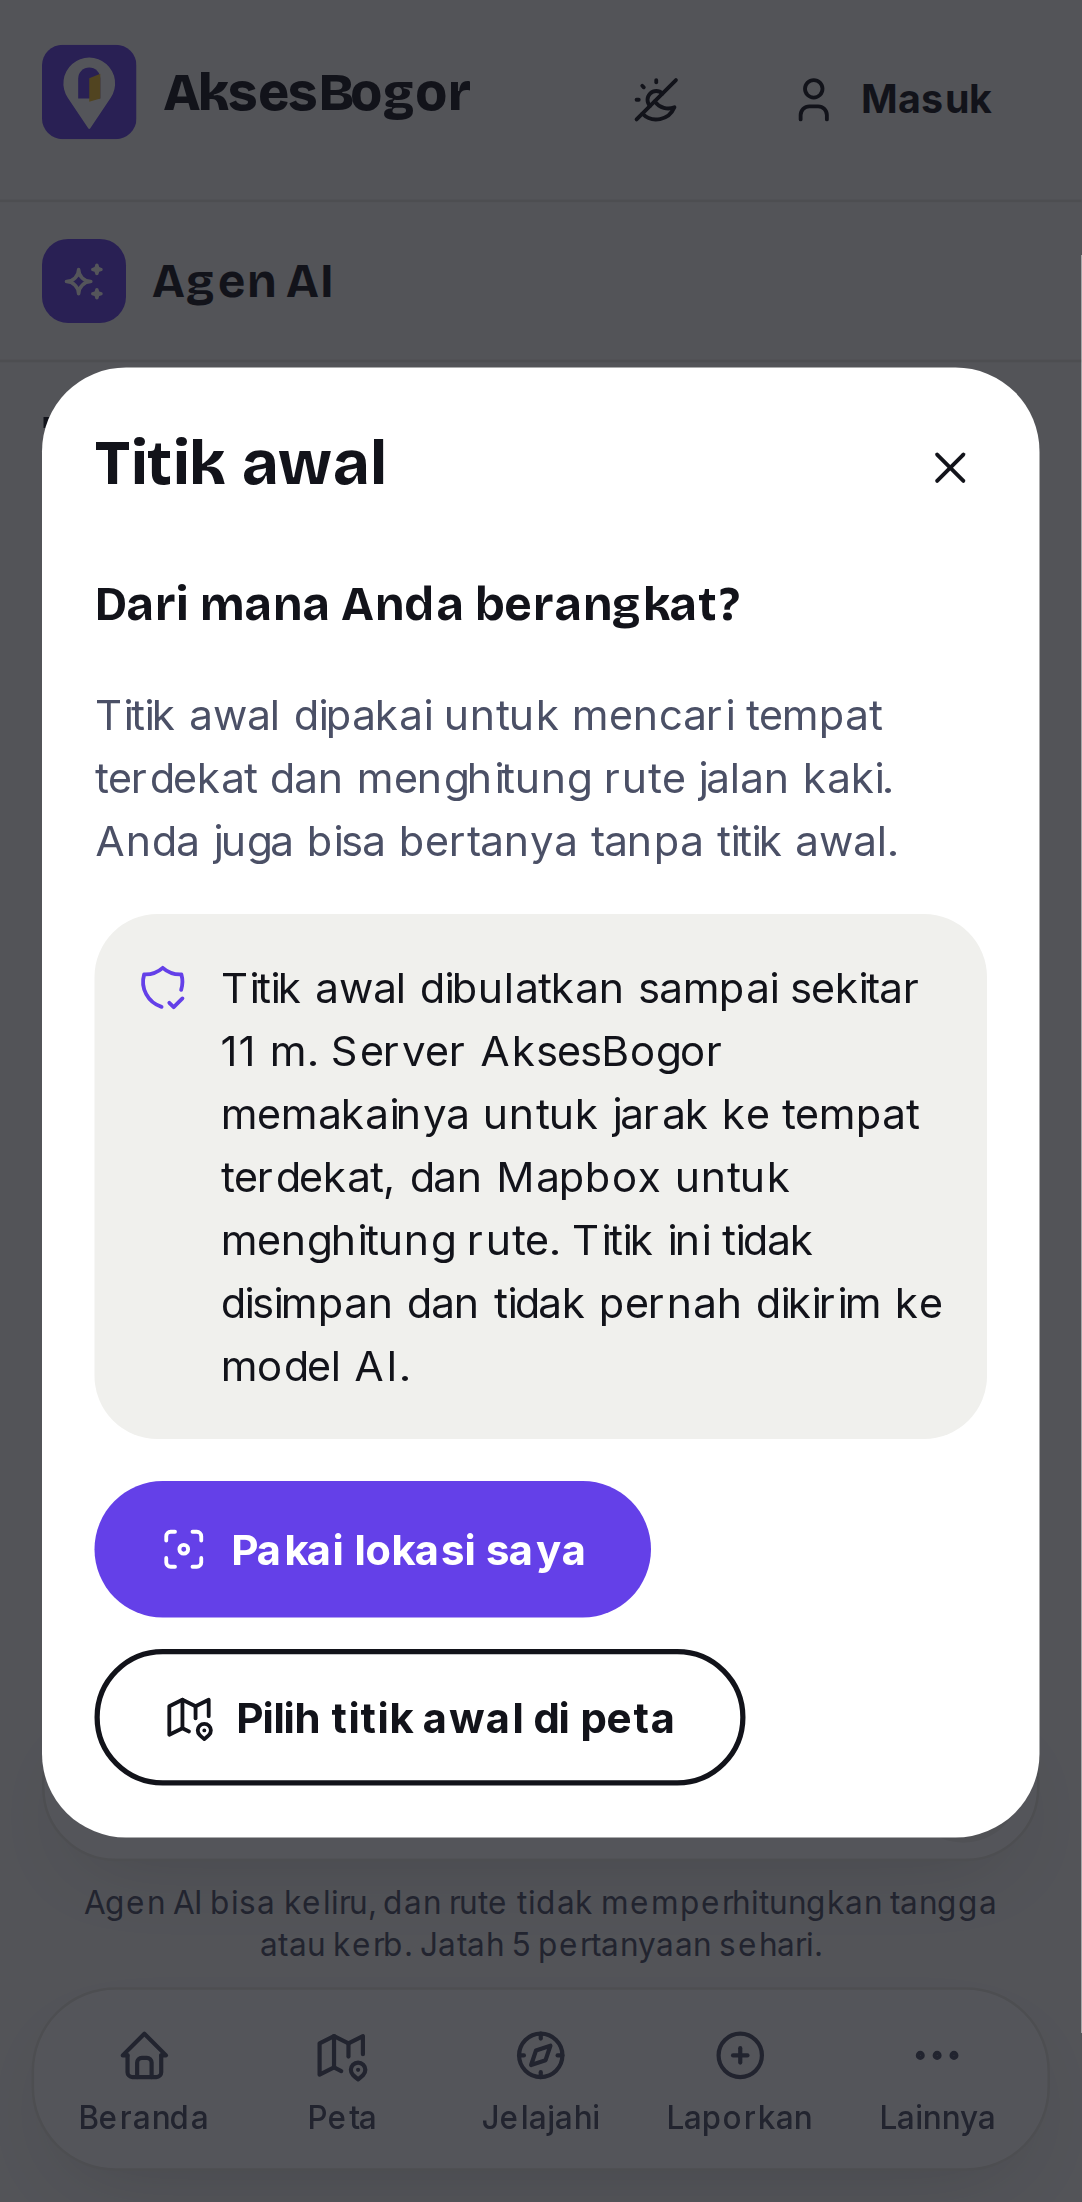 AksesBogor
Masuk
Agen AI
Titik awal
Dari mana Anda berangkat?
Titik awal dipakai untuk mencari tempat
terdekat dan menghitung rute jalan kaki.
Anda juga bisa bertanya tanpa titik awal.
Titik awal dibulatkan sampai sekitar
11 m. Server AksesBogor
memakainya untuk jarak ke tempat
terdekat, dan Mapbox untuk
menghitung rute. Titik ini tidak
disimpan dan tidak pernah dikirim ke
model AI.
Pakai lokasi saya
Pilih titik awal di peta
Agen AI bisa keliru, dan rute tidak memperhitungkan tangga
atau kerb. Jatah 5 pertanyaan sehari.
Beranda
Peta
Jelajahi
Laporkan
Lainnya